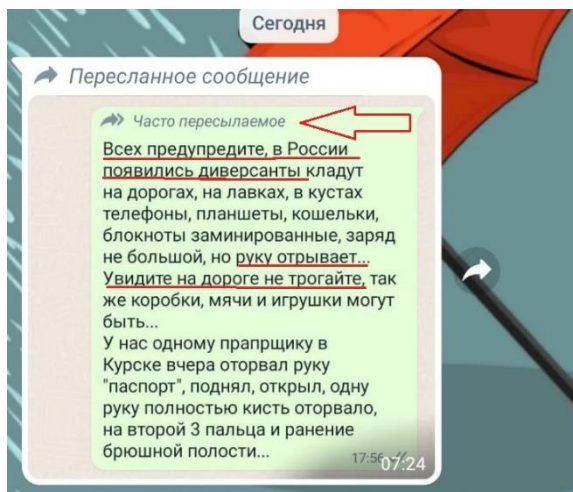 Сегодня
Пересланное сообщение
Часто пересылаемое
Всех предупредите, в России
появились диверсанты кладут
на дорогах, на лавках, в кустах
телефоны, планшеты, кошельки,
блокноты заминированные, заряд
не большой, но руку отрывает...
Увидите на дороге не трогайте, так
же коробки, мячи и игрушки могут
быть...
У нас одному прапрщику в
Курске вчера оторвал руку
"паспорт", поднял, открыл, одну
руку полностью кисть оторвало,
на второй 3 пальца и ранение
брюшной полости...
17:56
07:24